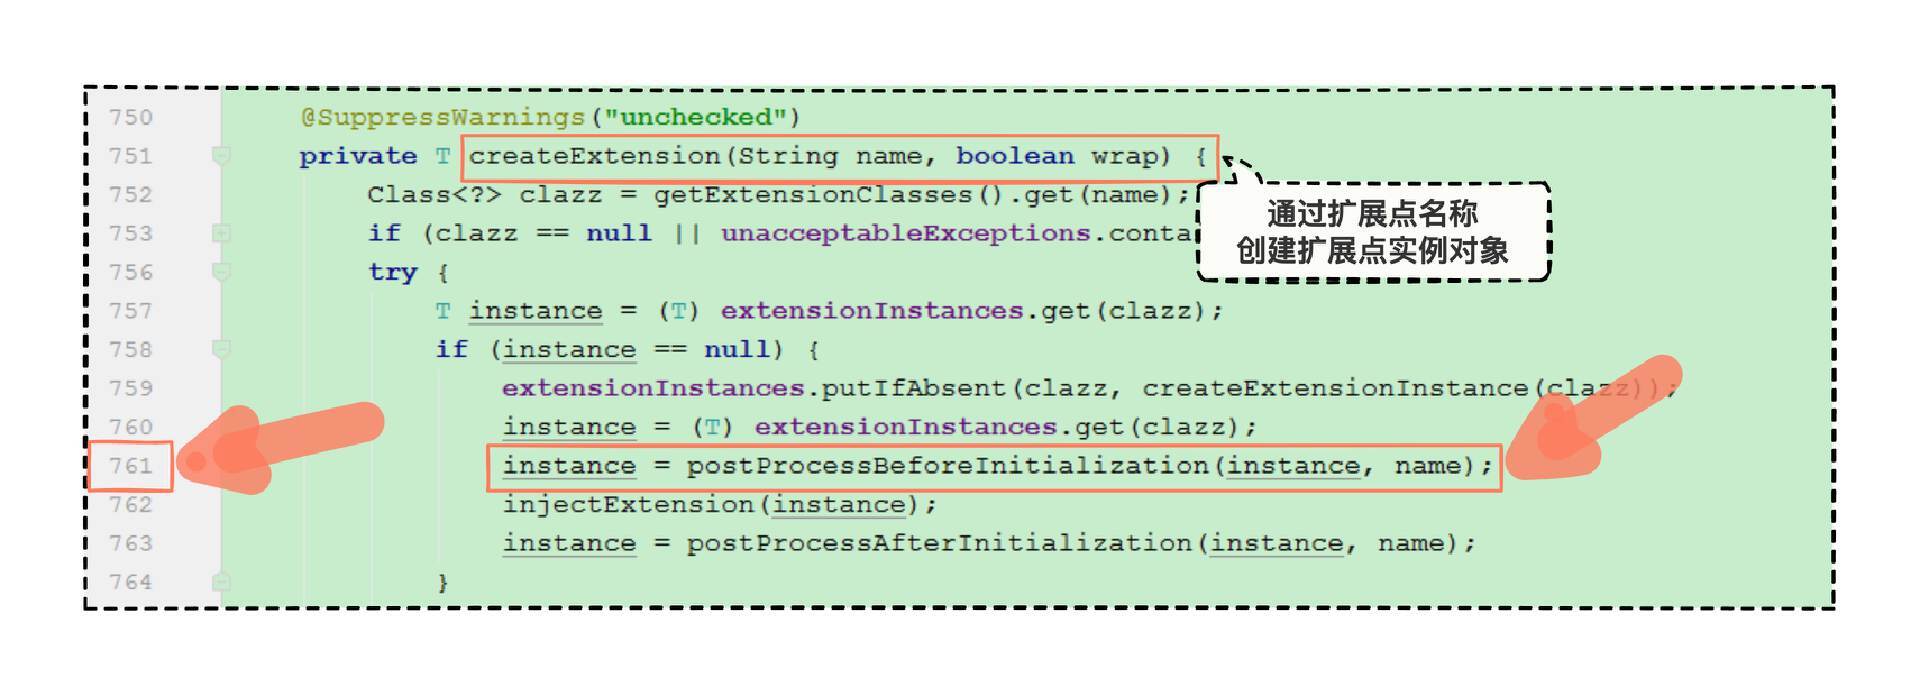 750 @SuppressWarnings("unchecked")
751 private T createExtension(String name, boolean wrap) {
752 Class<?> clazz = getExtensionClasses().get(name);
通过扩展点名称
创建扩展点实例对象
753 if (clazz == null || unacceptableExceptions.conta
756 try {
757 T instance = (T) extensionInstances.get(clazz);
758 if (instance == null) {
759 extensionInstances.putIfAbsent(clazz, createExtensionInstance(clazz));
760 instance = (T) extensionInstances.get(clazz);
761 instance = postProcessBeforeInitialization(instance, name);
762 injectExtension(instance);
763 instance = postProcessAfterInitialization(instance, name);
764 }